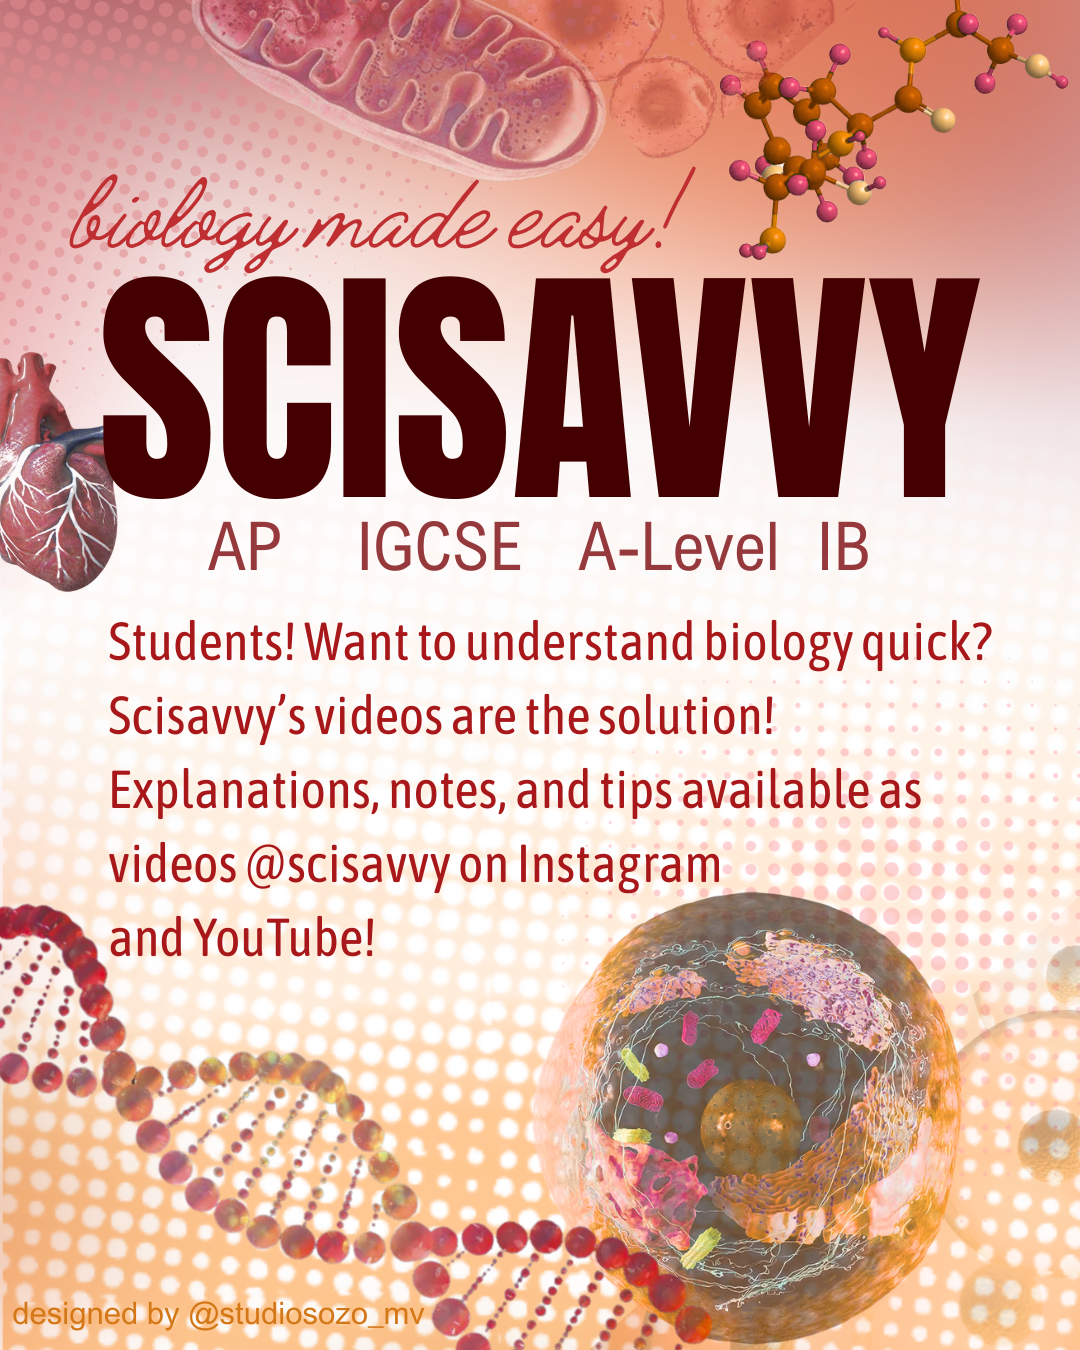 biology made easy!
SCISAVVY
AP IGCSE A-Level IB
Students! Want to understand biology quick?
Scisavvy’s videos are the solution!
Explanations, notes, and tips available as
videos @scisavvy on Instagram
and YouTube!
designed by @studiosozo_mv